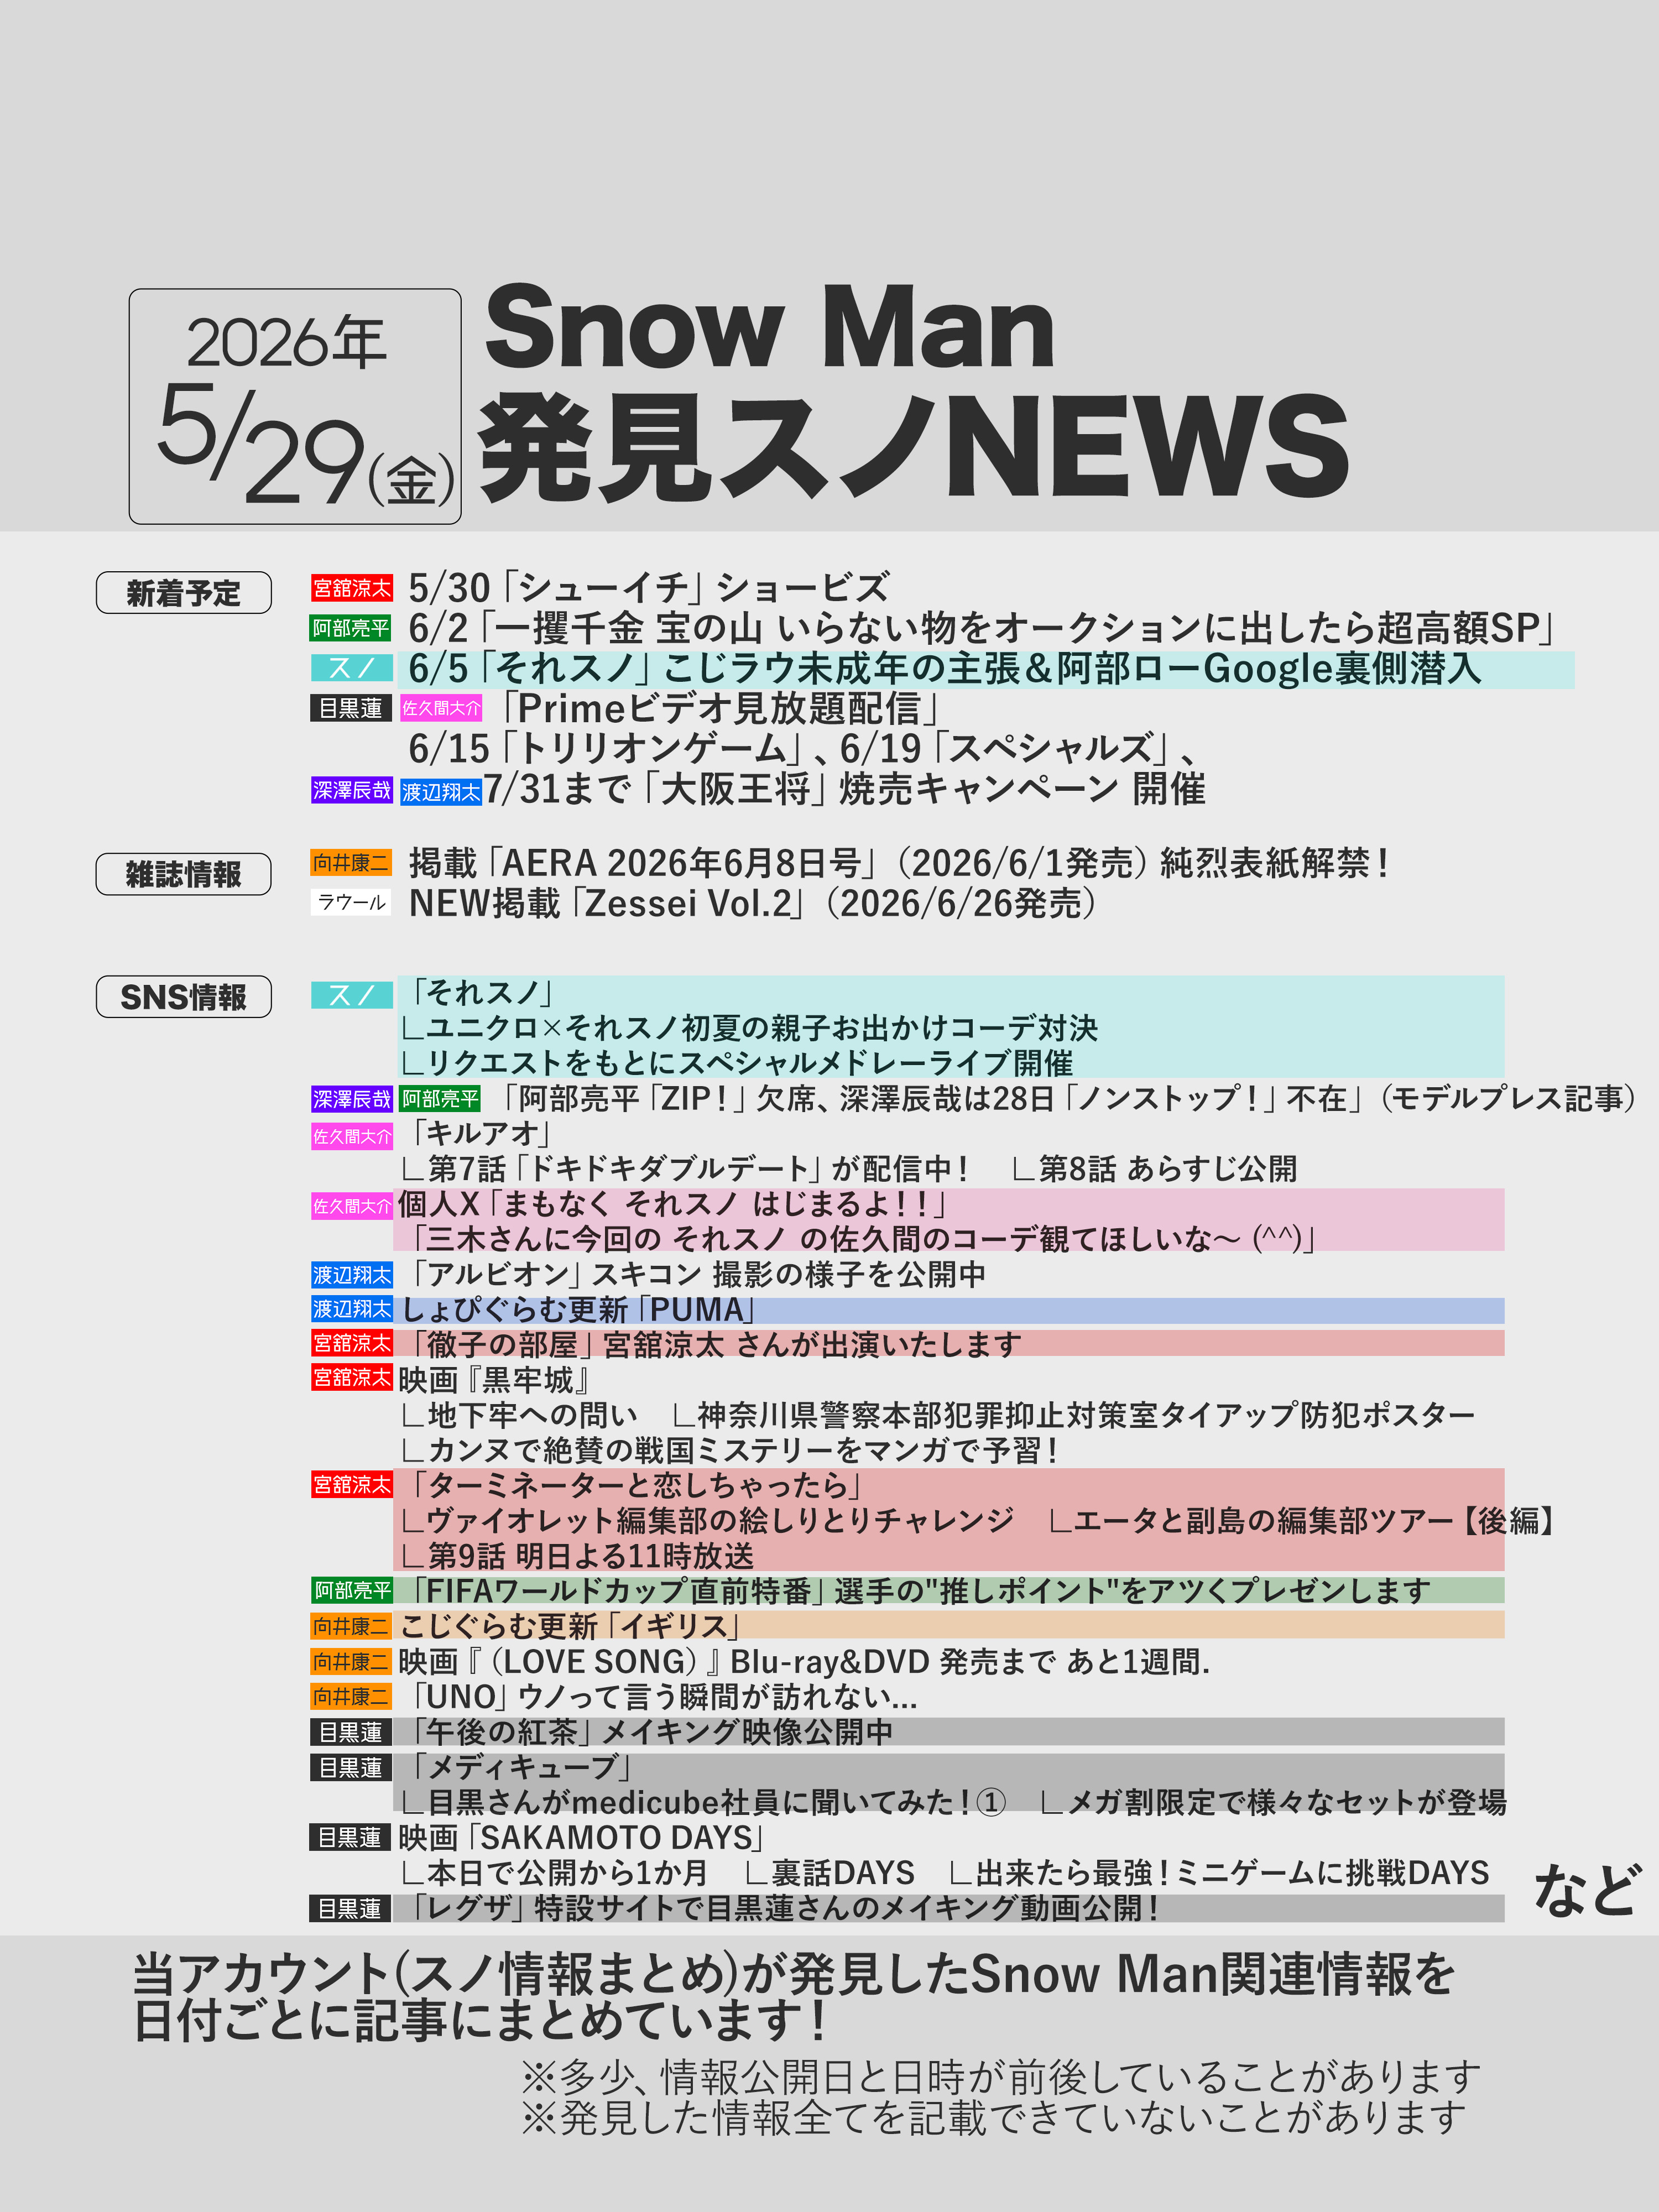 2026年
5/29(金)
Snow Man
発見スノNEWS
新着予定
宮舘涼太 5/30「シューイチ」ショービズ
阿部亮平 6/2「一攫千金 宝の山 いらない物をオークションに出したら超高額SP」
スノ 6/5「それスノ」こじラウ未成年の主張＆阿部ローGoogle裏側潜入
目黒蓮 佐久間大介 「Primeビデオ見放題配信」
6/15「トリリオンゲーム」、6/19「スペシャルズ」、
深澤辰哉 渡辺翔太 7/31まで「大阪王将」焼売キャンペーン 開催
雑誌情報
向井康二 掲載「AERA 2026年6月8日号」（2026/6/1発売）純烈表紙解禁！
ラウール NEW掲載「Zessei Vol.2」（2026/6/26発売）
SNS情報
スノ 「それスノ」
∟ユニクロ×それスノ初夏の親子お出かけコーデ対決
∟リクエストをもとにスペシャルメドレーライブ開催
深澤辰哉 阿部亮平 「阿部亮平「ZIP！」欠席、深澤辰哉は28日「ノンストップ！」不在」（モデルプレス記事）
佐久間大介 「キルアオ」
∟第7話「ドキドキダブルデート」が配信中！　∟第8話 あらすじ公開
佐久間大介 個人X「まもなく それスノ はじまるよ！！」
「三木さんに今回の それスノ の佐久間のコーデ観てほしいな〜 (^^)」
渡辺翔太 「アルビオン」スキコン 撮影の様子を公開中
渡辺翔太 しょぴぐらむ更新「PUMA」
宮舘涼太 「徹子の部屋」宮舘涼太 さんが出演いたします
宮舘涼太 映画『黒牢城』
∟地下牢への問い　∟神奈川県警察本部犯罪抑止対策室タイアップ防犯ポスター
∟カンヌで絶賛の戦国ミステリーをマンガで予習！
宮舘涼太 「ターミネーターと恋しちゃったら」
∟ヴァイオレット編集部の絵しりとりチャレンジ　∟エータと副島の編集部ツアー【後編】
∟第9話 明日よる11時放送
阿部亮平 「FIFAワールドカップ直前特番」選手の"推しポイント"をアツくプレゼンします
向井康二 こじぐらむ更新「イギリス」
向井康二 映画『（LOVE SONG）』Blu-ray&DVD 発売まで あと1週間.
向井康二 「UNO」ウノって言う瞬間が訪れない...
目黒蓮 「午後の紅茶」メイキング映像公開中
目黒蓮 「メディキューブ」
∟目黒さんがmedicube社員に聞いてみた！①　∟メガ割限定で様々なセットが登場
目黒蓮 映画「SAKAMOTO DAYS」
∟本日で公開から1か月　∟裏話DAYS　∟出来たら最強！ミニゲームに挑戦DAYS
目黒蓮 「レグザ」特設サイトで目黒蓮さんのメイキング動画公開！
など
当アカウント(スノ情報まとめ)が発見したSnow Man関連情報を
日付ごとに記事にまとめています！
※多少、情報公開日と日時が前後していることがあります
※発見した情報全てを記載できていないことがあります